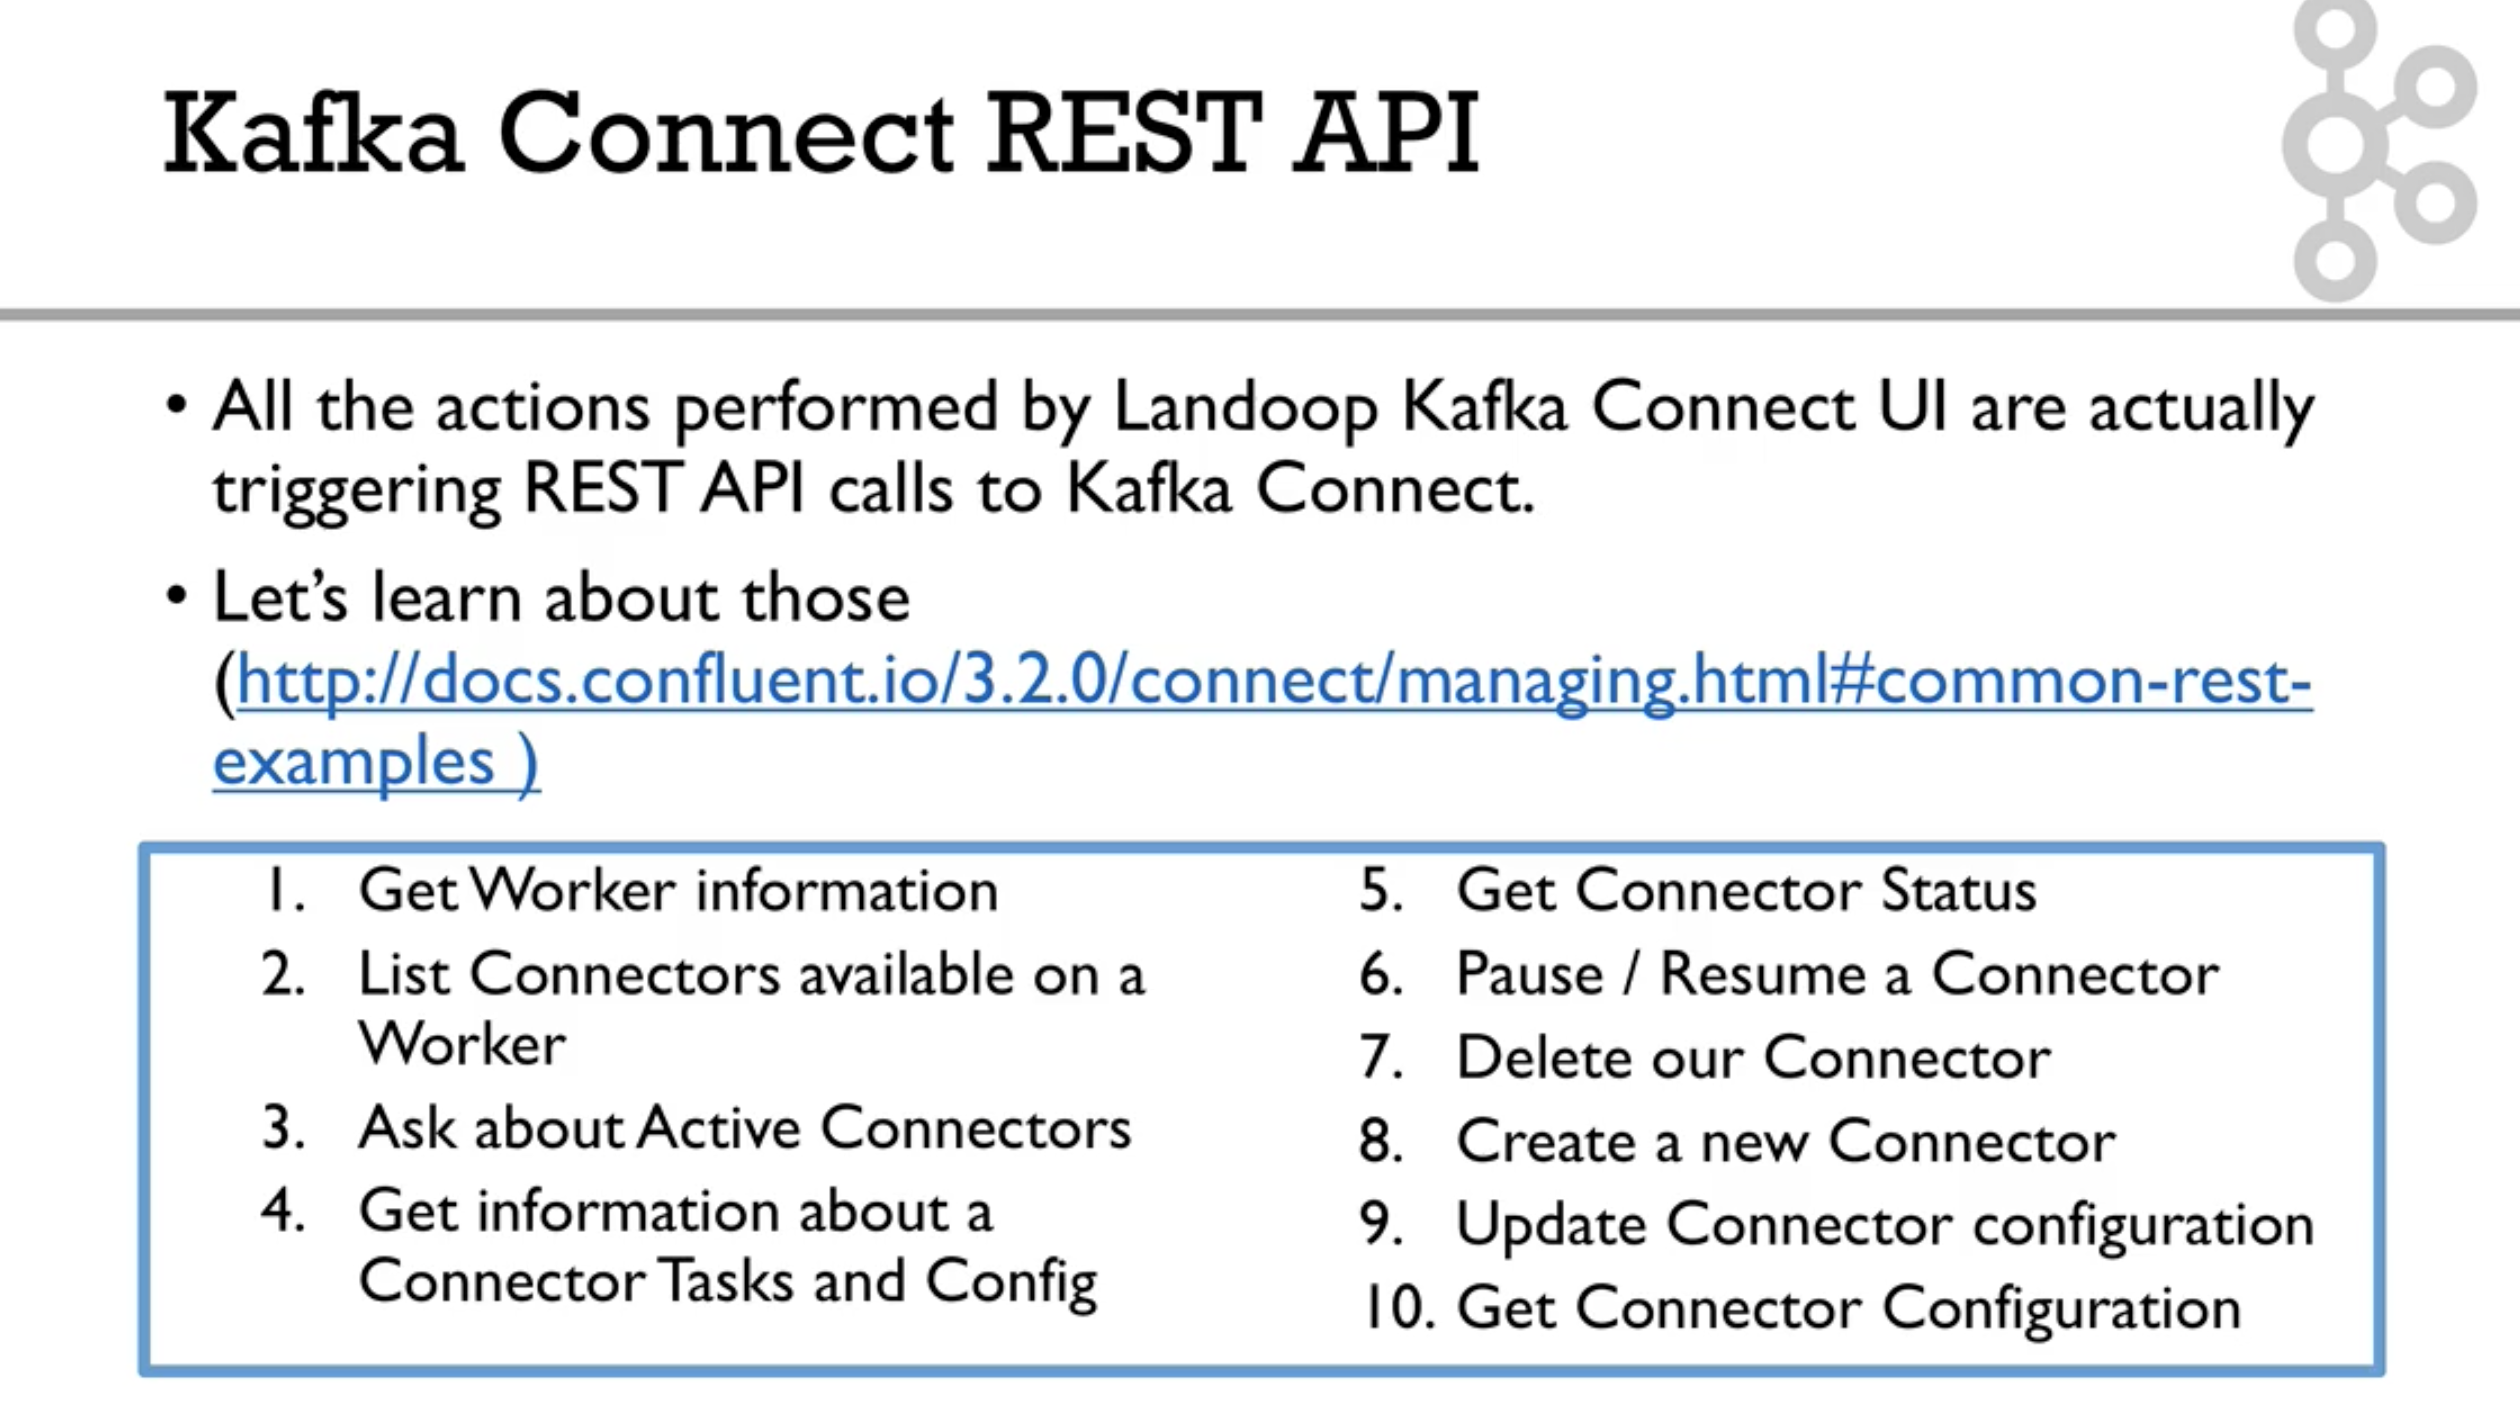 Kafka Connect REST API
• All the actions performed by Landoop Kafka Connect UI are actually
triggering REST API calls to Kafka Connect.
• Let's learn about those
(http://docs.confluent.io/3.2.0/connect/managing.html#common-rest-
examples )
1. Get Worker information
2. List Connectors available on a
Worker
3. Ask about Active Connectors
4. Get information about a
Connector Tasks and Config
5. Get Connector Status
6. Pause / Resume a Connector
7. Delete our Connector
8. Create a new Connector
9. Update Connector configuration
10. Get Connector Configuration